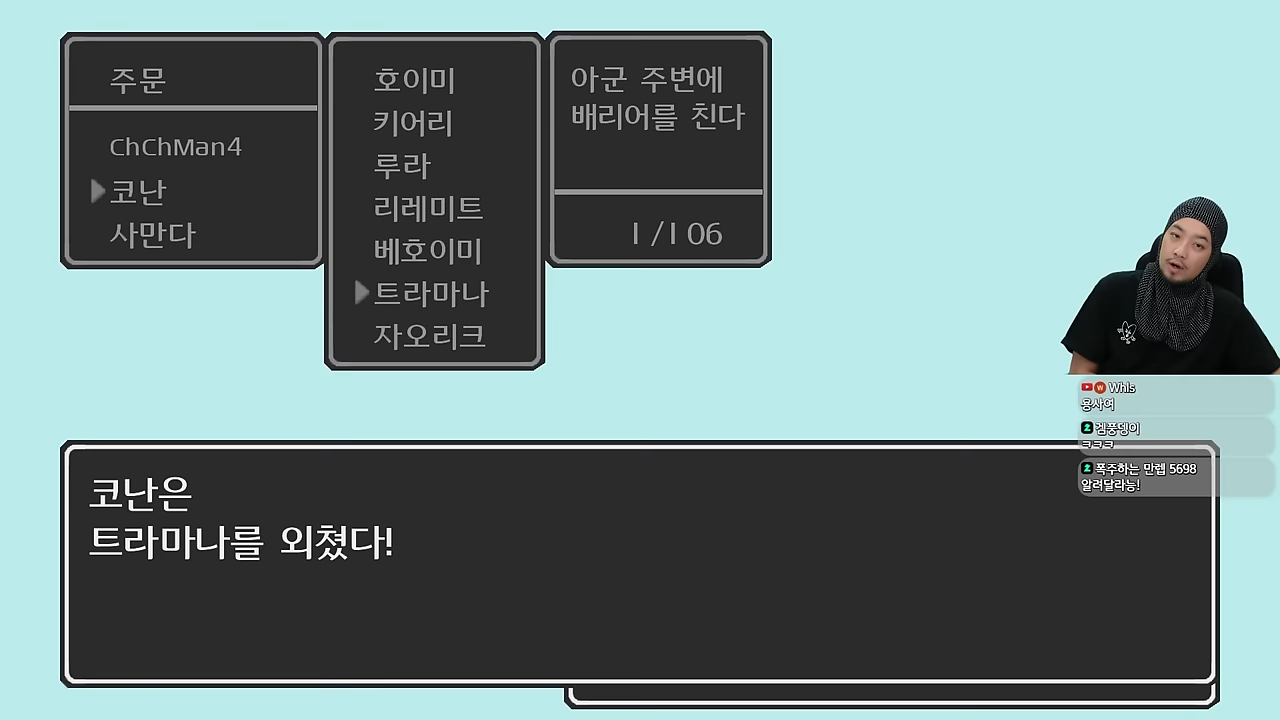 주문
ChChMan4
코난
사만다
호이미
키어리
루라
리레미트
베호이미
트라마나
자오리크
아군 주변에
배리어를 친다
1/106
코난은
트라마나를 외쳤다!
Whls
용사여
겜풍뎅이
ㅋㅋㅋ
폭주하는 만렙 5698
알려달라능!